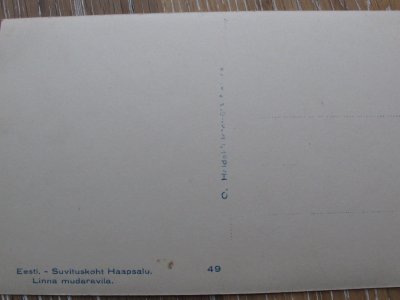 Eesti. - Suvituskoht Haapsalu.
Linna mudaravila.
49